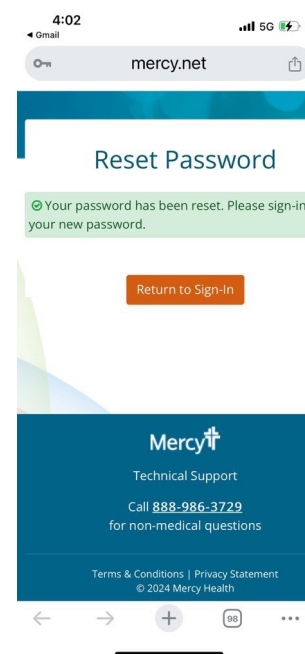 4:02
5G
◀ Gmail
mercy.net
Reset Password
Your password has been reset. Please sign-in
your new password.
Return to Sign-In
Mercy
Technical Support
Call 888-986-3729
for non-medical questions
Terms & Conditions | Privacy Statement
© 2024 Mercy Health
98